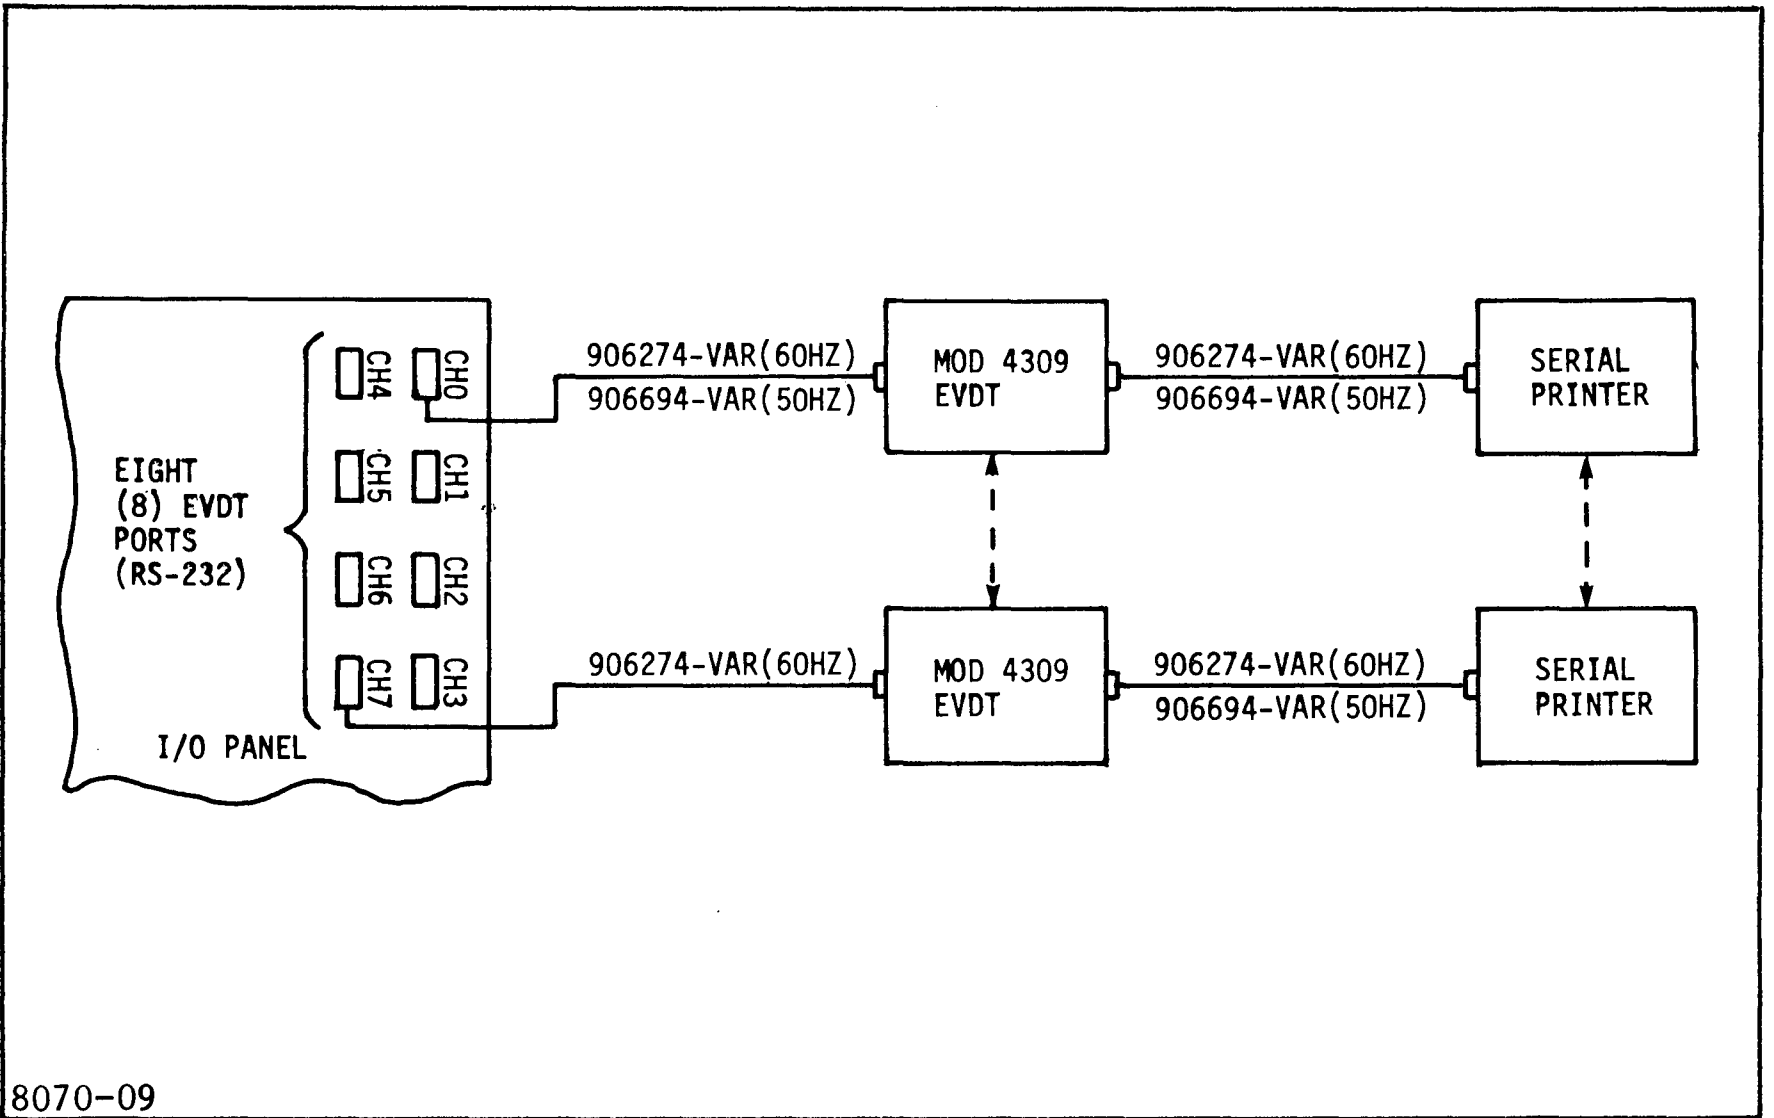 EIGHT
(8) EVDT
PORTS
(RS-232)
CH4
CH0
CH5
CH1
CH6
CH2
CH7
CH3
I/O PANEL
906274-VAR(60HZ)
906694-VAR(50HZ)
MOD 4309
EVDT
906274-VAR(60HZ)
906694-VAR(50HZ)
SERIAL
PRINTER
906274-VAR(60HZ)
MOD 4309
EVDT
906274-VAR(60HZ)
906694-VAR(50HZ)
SERIAL
PRINTER
8070-09